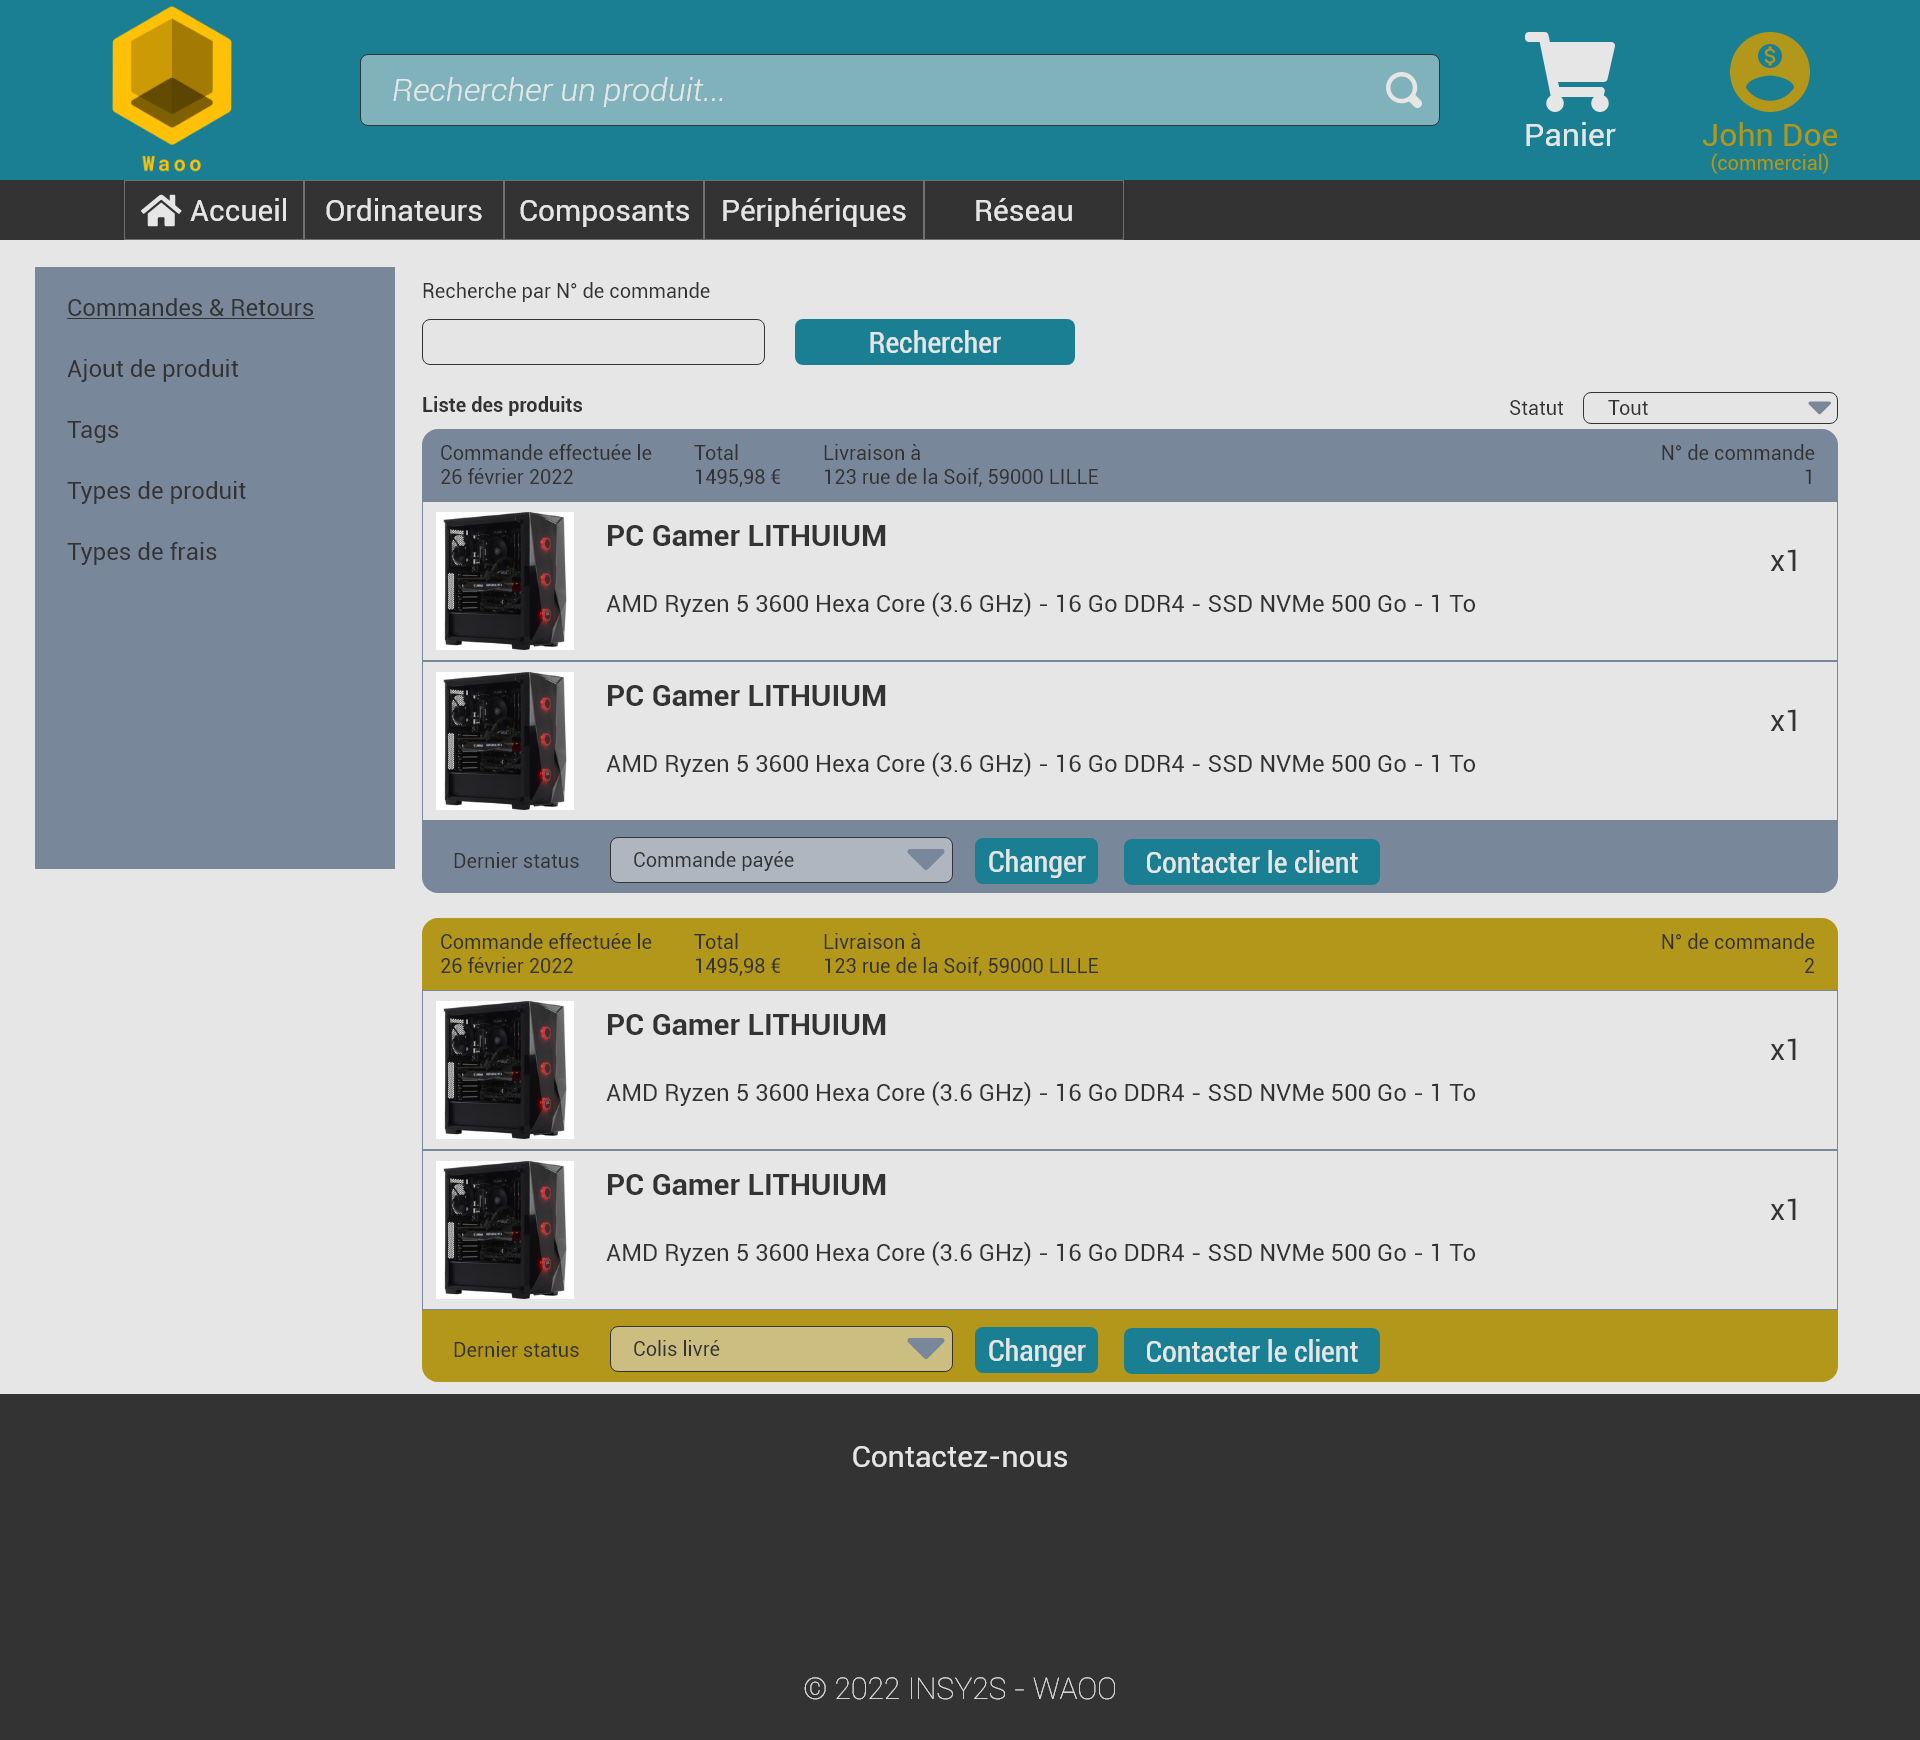 Waoo
Rechercher un produit...
Panier
John Doe
(commercial)
Accueil
Ordinateurs
Composants
Périphériques
Réseau
Commandes & Retours
Ajout de produit
Tags
Types de produit
Types de frais
Recherche par N° de commande
Rechercher
Liste des produits
Statut
Tout
Commande effectuée le
26 février 2022
Total
1495,98 €
Livraison à
123 rue de la Soif, 59000 LILLE
N° de commande
1
PC Gamer LITHUIUM
AMD Ryzen 5 3600 Hexa Core (3.6 GHz) - 16 Go DDR4 - SSD NVMe 500 Go - 1 To
x1
PC Gamer LITHUIUM
AMD Ryzen 5 3600 Hexa Core (3.6 GHz) - 16 Go DDR4 - SSD NVMe 500 Go - 1 To
x1
Dernier status
Commande payée
Changer
Contacter le client
Commande effectuée le
26 février 2022
Total
1495,98 €
Livraison à
123 rue de la Soif, 59000 LILLE
N° de commande
2
PC Gamer LITHUIUM
AMD Ryzen 5 3600 Hexa Core (3.6 GHz) - 16 Go DDR4 - SSD NVMe 500 Go - 1 To
x1
PC Gamer LITHUIUM
AMD Ryzen 5 3600 Hexa Core (3.6 GHz) - 16 Go DDR4 - SSD NVMe 500 Go - 1 To
x1
Dernier status
Colis livré
Changer
Contacter le client
Contactez-nous
© 2022 INSY2S - WAOO